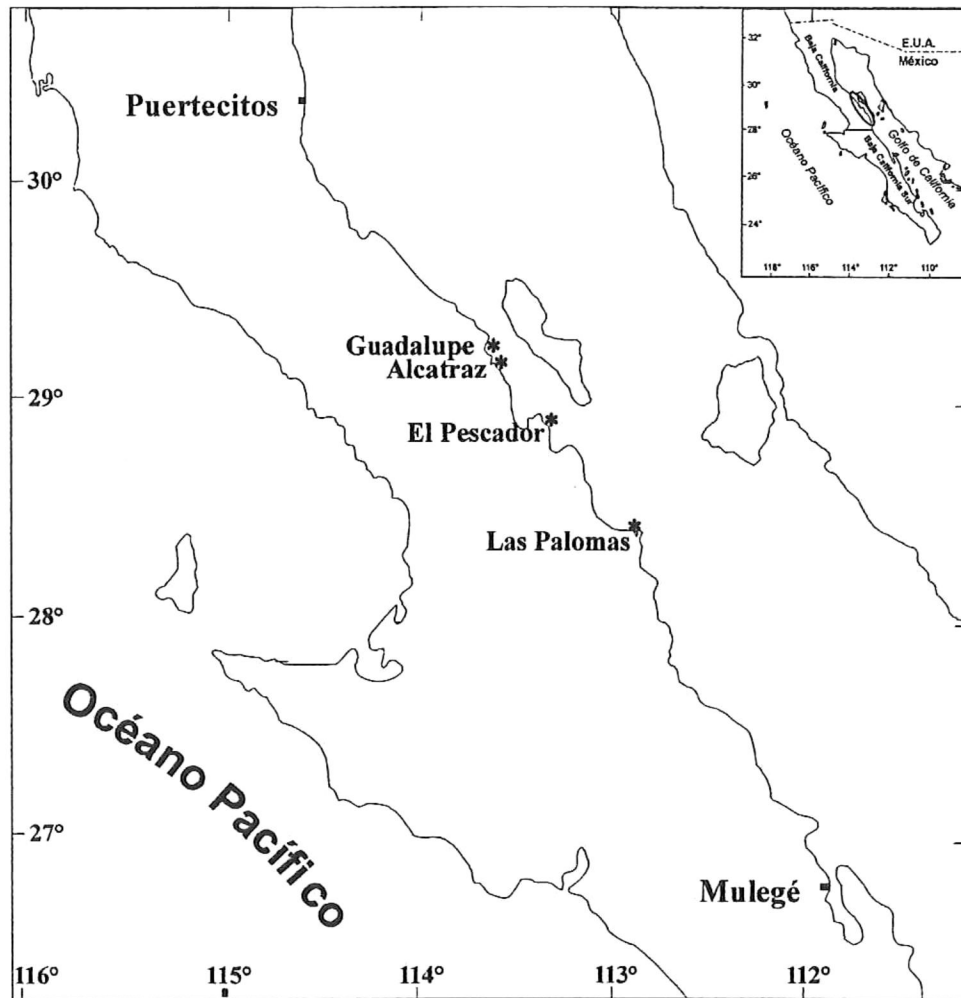 Puertecitos
30°
Guadalupe
Alcatraz
29°
El Pescador
Las Palomas
28°
Océano Pacífico
27°
Mulegé
116°
115°
114°
113°
112°
32°
30°
28°
26°
24°
118°
116°
114°
112°
110°
E.U.A.
México
Baja California
Golfo de California
Baja California Sur
Océano Pacífico